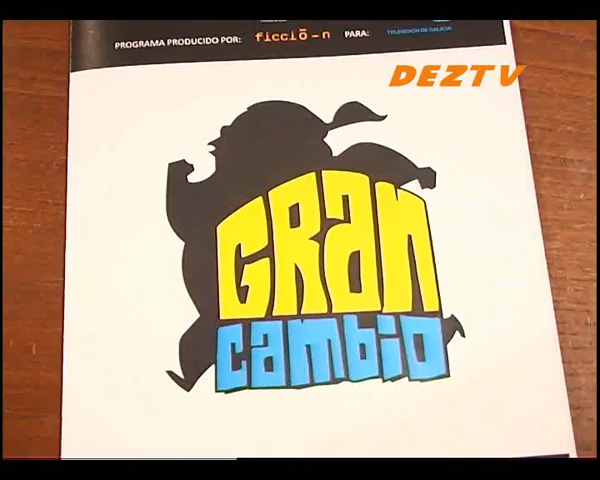 PROGRAMA PRODUCIDO POR: ficció-n PARA: TELEVISIÓN DE GALICIA
DEZTV
GRan
cambio